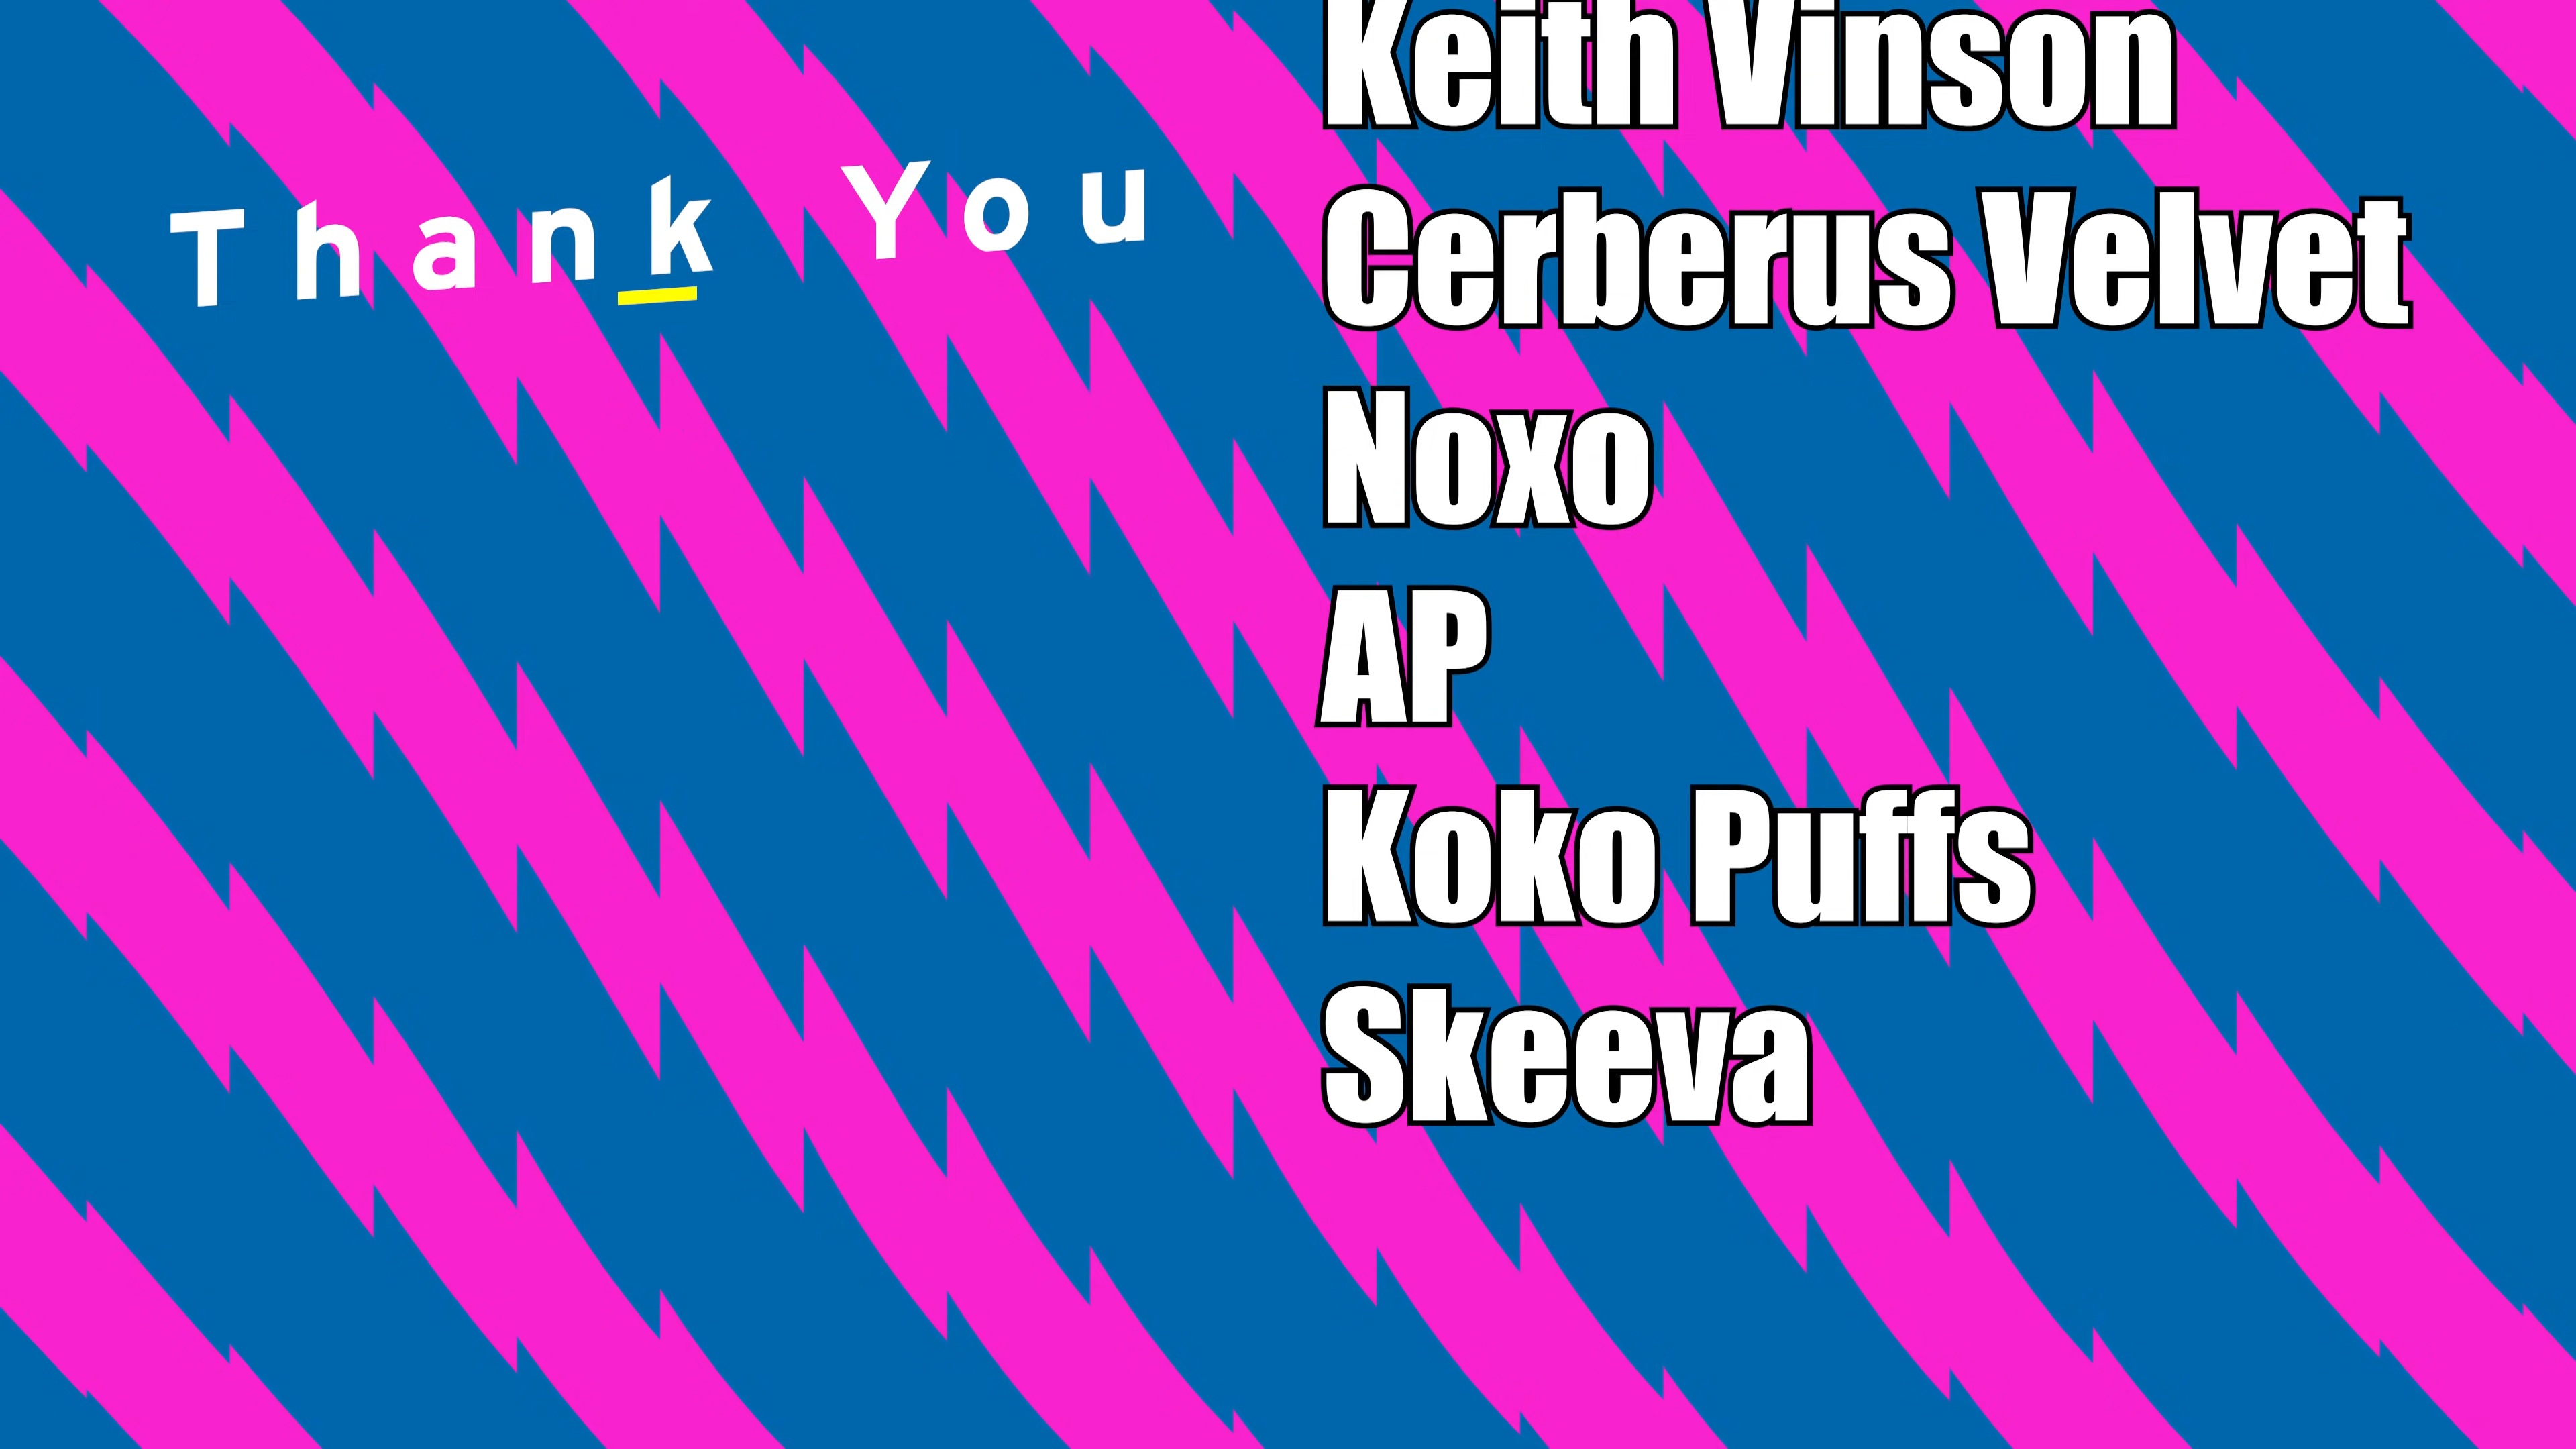 Thank You
Keith Vinson
Cerberus Velvet
Noxo
AP
Koko Puffs
Skeeva